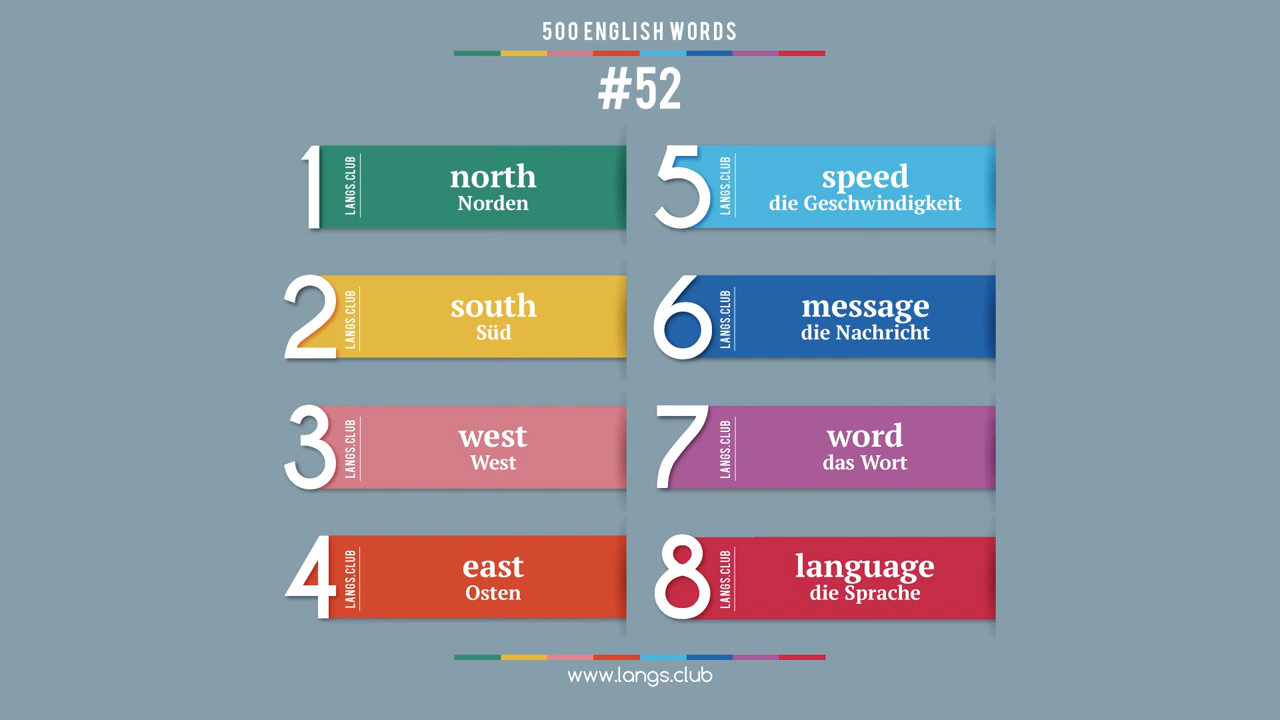 500 ENGLISH WORDS
#52
1
LANGS.CLUB
north
Norden
2
LANGS.CLUB
south
Süd
3
LANGS.CLUB
west
West
4
LANGS.CLUB
east
Osten
5
LANGS.CLUB
speed
die Geschwindigkeit
6
LANGS.CLUB
message
die Nachricht
7
LANGS.CLUB
word
das Wort
8
LANGS.CLUB
language
die Sprache
www.langs.club